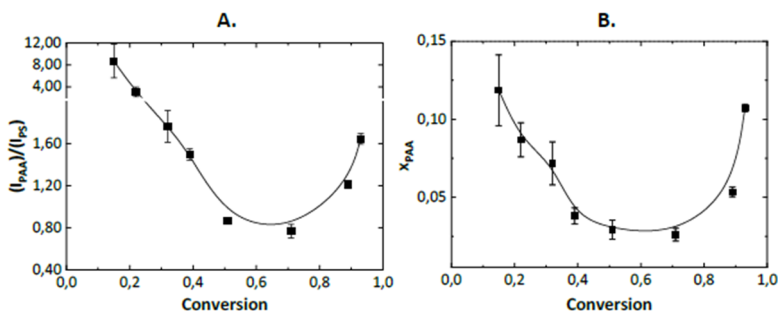 A.
B.
12,00
8,00
4,00
1,60
1,20
0,80
0,40
(I_PAA)/(I_PS)
0,0 0,2 0,4 0,6 0,8 1,0
Conversion
0,15
0,10
0,05
x_PAA
0,0 0,2 0,4 0,6 0,8 1,0
Conversion